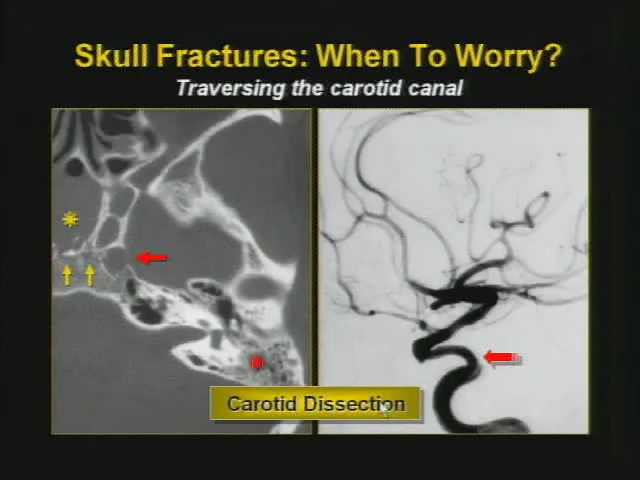 Skull Fractures: When To Worry?
Traversing the carotid canal
Carotid Dissection